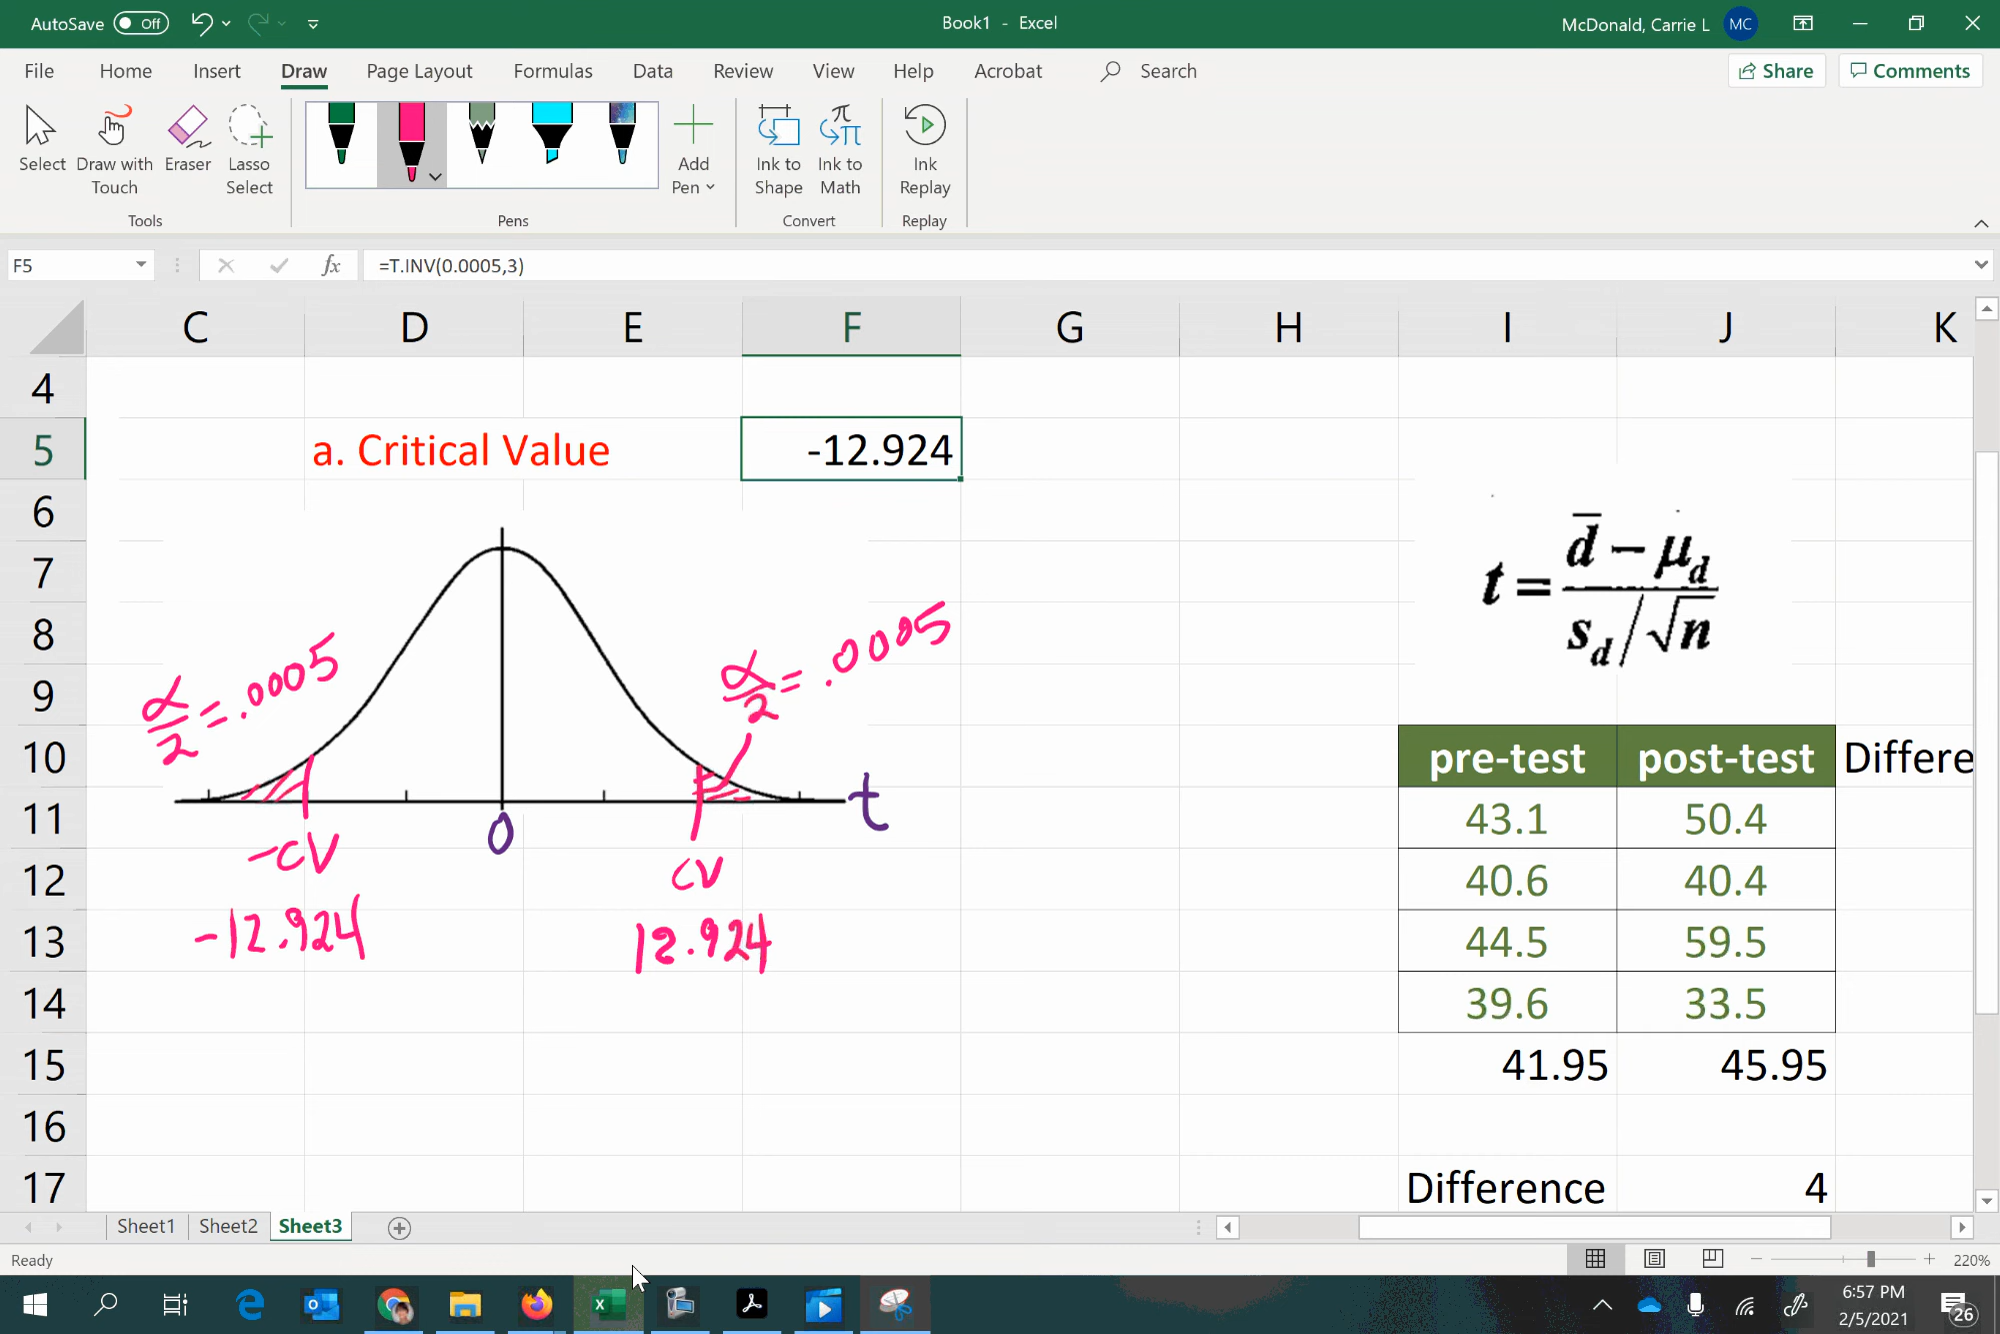 AutoSave Off Book1 - Excel McDonald, Carrie L MC
File Home Insert Draw Page Layout Formulas Data Review View Help Acrobat Search Share Comments
Select Draw with Touch Eraser Lasso Select Add Pen Ink to Shape Ink to Math Ink Replay
Tools Pens Convert Replay
F5 fx =T.INV(0.0005,3)
C D E F G H I J K
4
5 a. Critical Value -12.924
6
7 t = d̄ − μd
8 sd/√n
9 α/2 = .0005 α/2 = .0005
10 pre-test post-test Differe
11 0 t 43.1 50.4
12 -CV CV 40.6 40.4
13 -12.924 12.924 44.5 59.5
14 39.6 33.5
15 41.95 45.95
16
17 Difference 4
Sheet1 Sheet2 Sheet3
Ready 220%
6:57 PM
2/5/2021
26